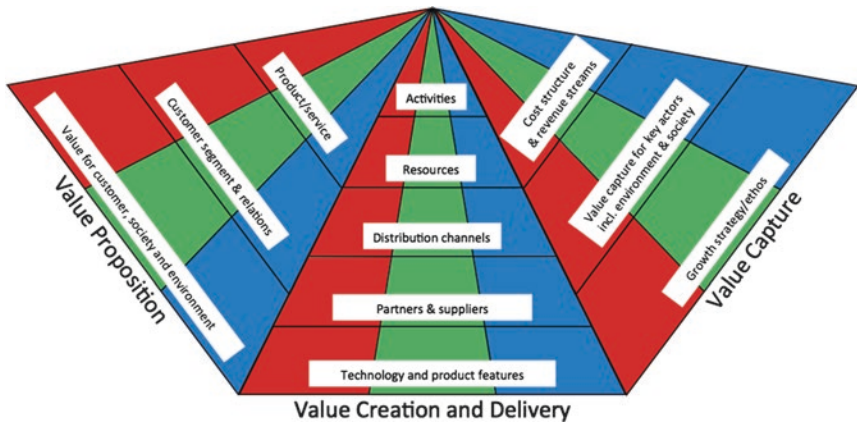 Product/service
Customer segment & relations
Value for customer, society and environment
Value Proposition
Activities
Resources
Distribution channels
Partners & suppliers
Technology and product features
Value Creation and Delivery
Cost structure
& revenue streams
Value capture for key actors
incl. environment & society
Growth strategy/ethos
Value Capture